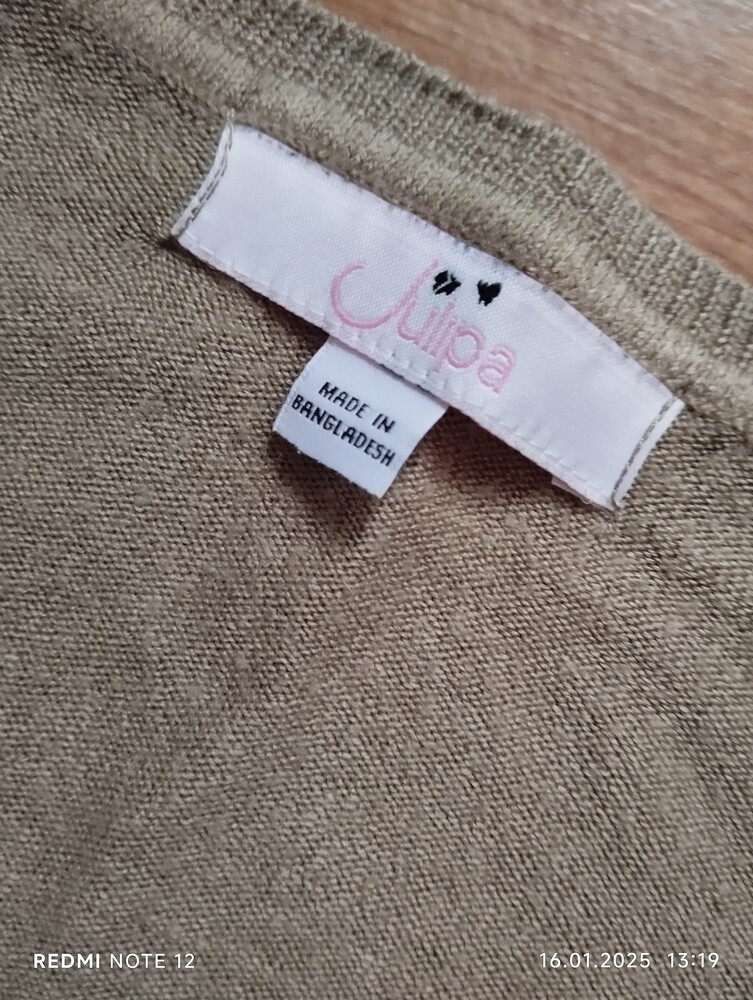 Julipa
MADE IN
BANGLADESH
REDMI NOTE 12
16.01.2025 13:19